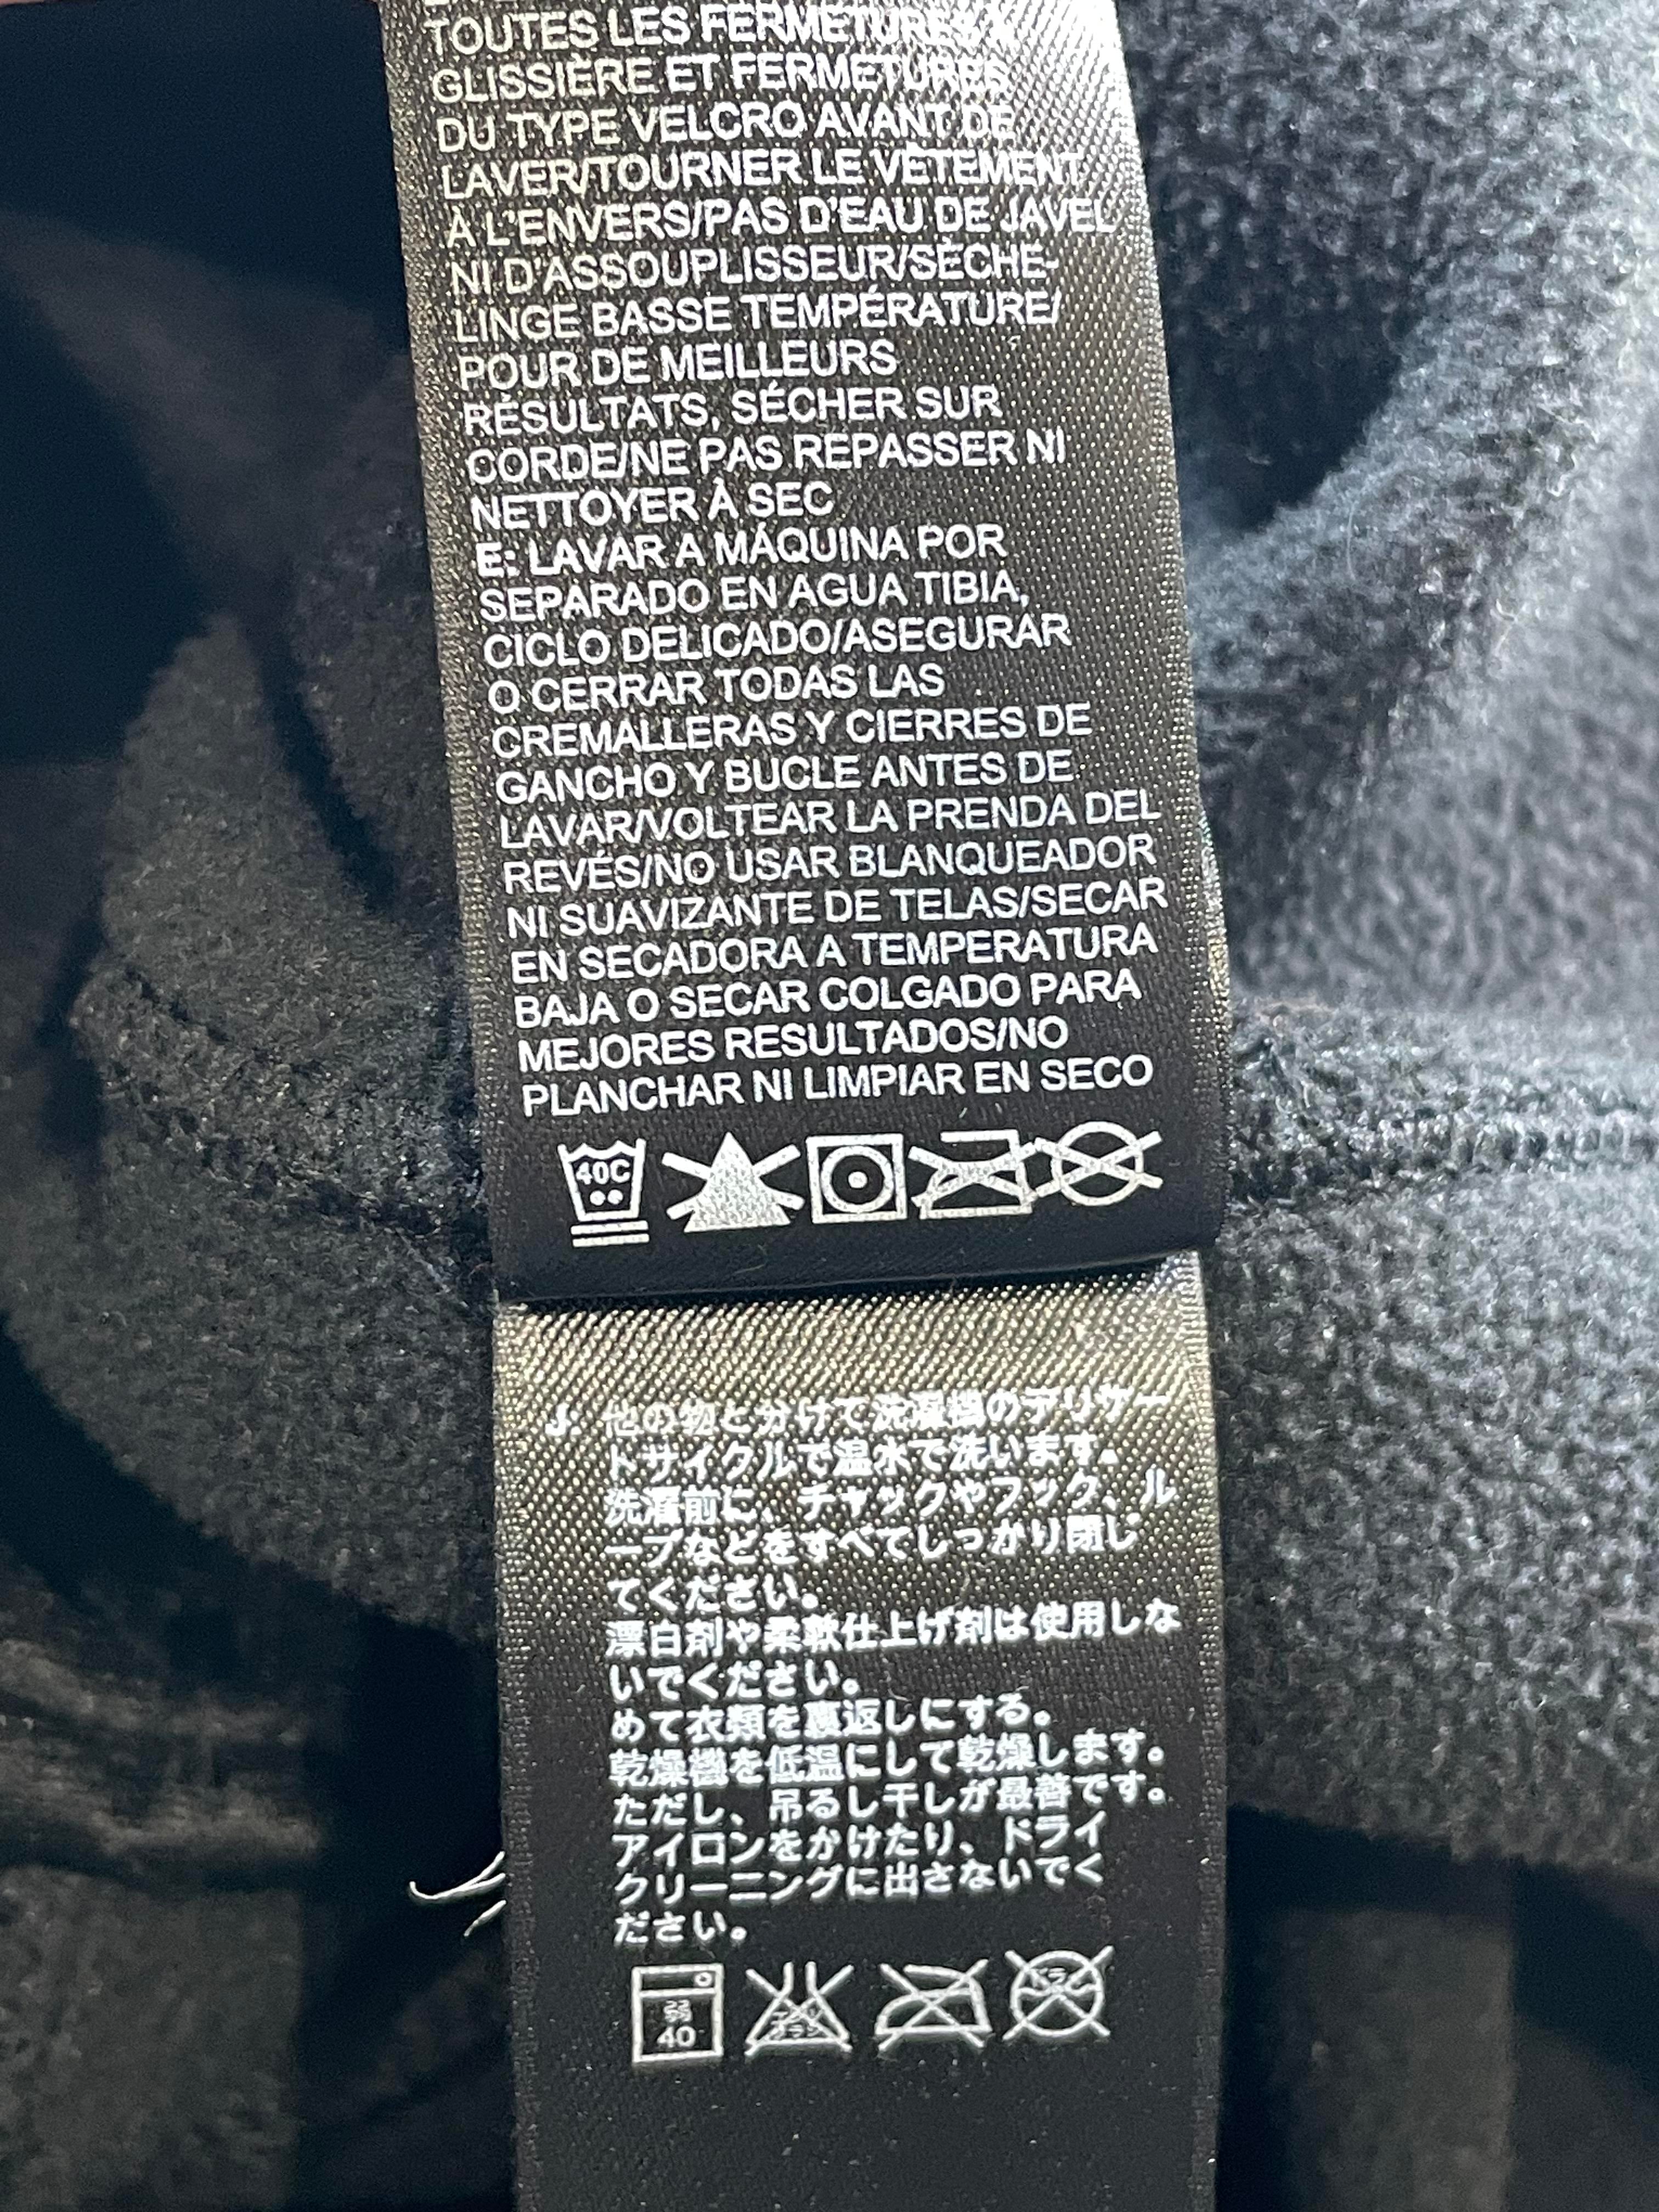 TOUTES LES FERMETURES À
GLISSIÈRE ET FERMETURES
DU TYPE VELCRO AVANT DE
LAVER/TOURNER LE VÊTEMENT
À L'ENVERS/PAS D'EAU DE JAVEL
NI D'ASSOUPLISSEUR/SÈCHE-
LINGE BASSE TEMPÉRATURE/
POUR DE MEILLEURS
RÉSULTATS, SÉCHER SUR
CORDE/NE PAS REPASSER NI
NETTOYER À SEC
E: LAVAR A MÁQUINA POR
SEPARADO EN AGUA TIBIA,
CICLO DELICADO/ASEGURAR
O CERRAR TODAS LAS
CREMALLERAS Y CIERRES DE
GANCHO Y BUCLE ANTES DE
LAVAR/VOLTEAR LA PRENDA DEL
REVÉS/NO USAR BLANQUEADOR
NI SUAVIZANTE DE TELAS/SECAR
EN SECADORA A TEMPERATURA
BAJA O SECAR COLGADO PARA
MEJORES RESULTADOS/NO
PLANCHAR NI LIMPIAR EN SECO
40C
J: 他の物と分けて洗濯機のデリケー
トサイクルで温水で洗います。
洗濯前に、チャックやフック、ル
ープなどをすべてしっかり閉じ
てください。
漂白剤や柔軟仕上げ剤は使用しな
いでください。
めて衣類を裏返しにする。
乾燥機を低温にして乾燥します。
ただし、吊るし干しが最善です。
アイロンをかけたり、ドライ
クリーニングに出さないでく
ださい。
40
ドライ